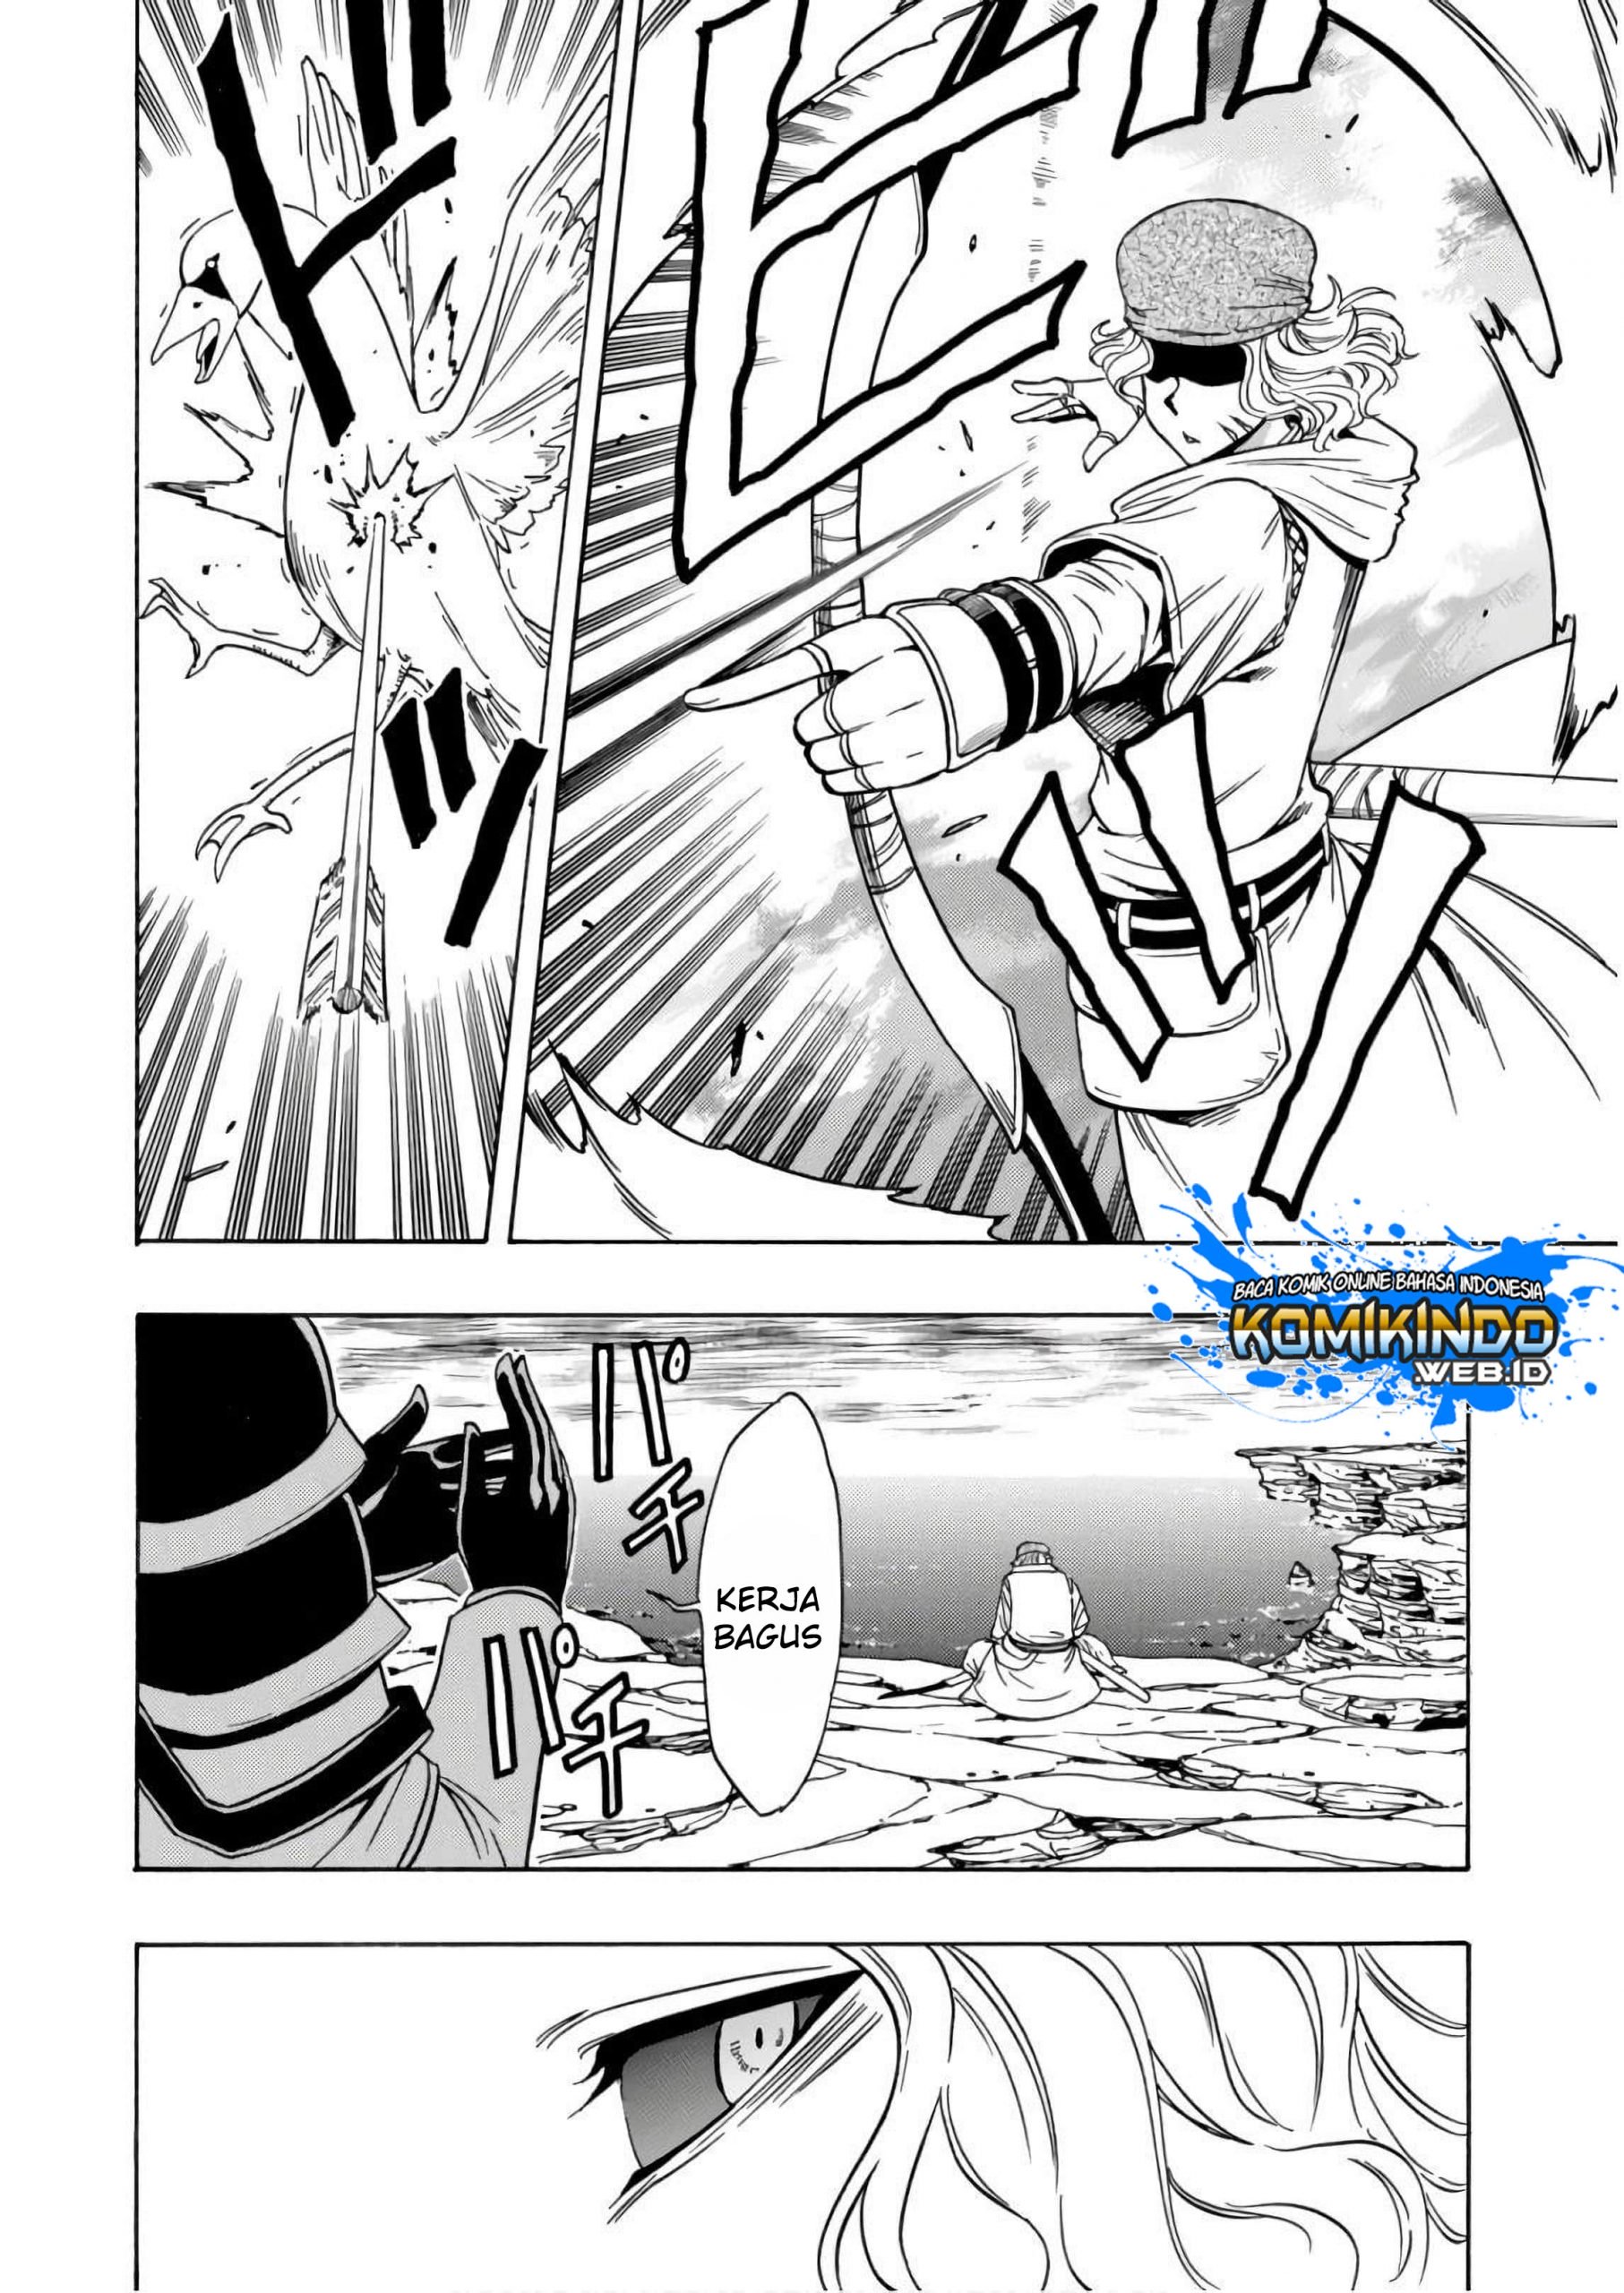 ビュ
ドッ
BACA KOMIK ONLINE BAHASA INDONESIA
KOMIKINDO
.WEB.ID
パチ
パチ
KERJA
BAGUS